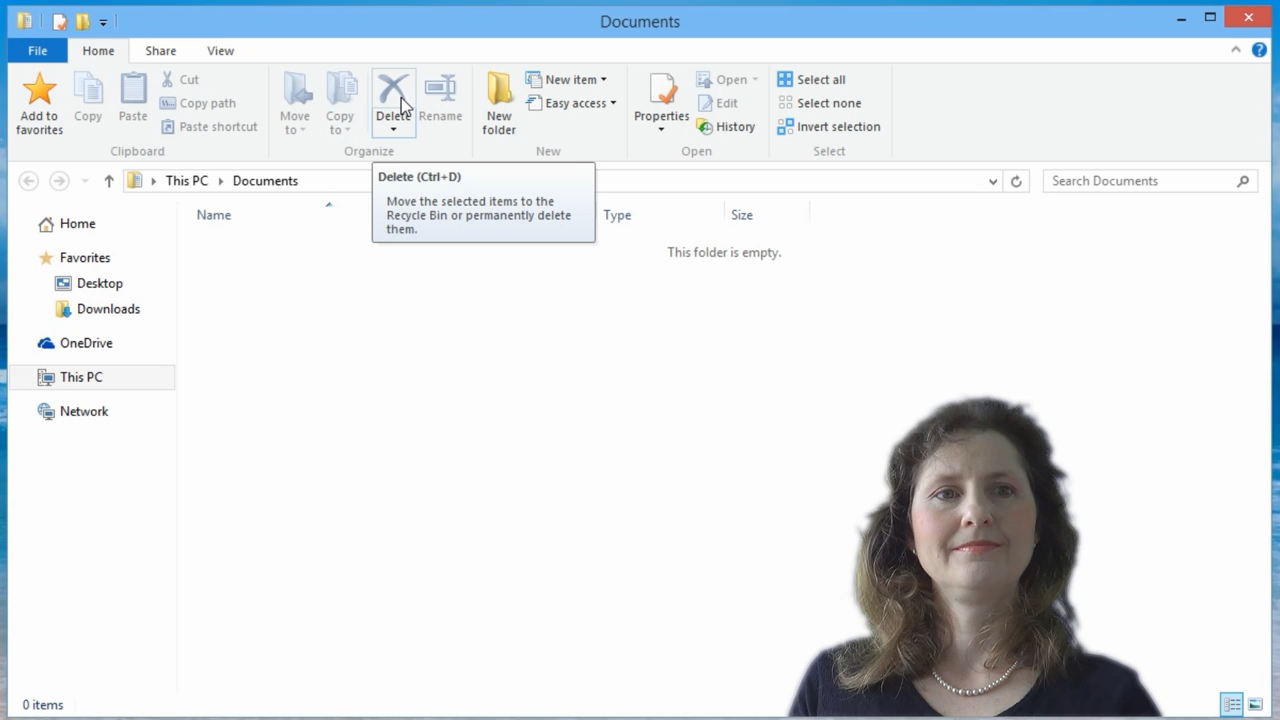 Documents
File Home Share View
Add to favorites
Copy
Paste
Cut
Copy path
Paste shortcut
Clipboard
Move to
Copy to
Delete
Rename
Organize
New folder
New item
Easy access
New
Properties
Open
Edit
History
Open
Select all
Select none
Invert selection
Select
This PC Documents
Search Documents
Delete (Ctrl+D)
Move the selected items to the
Recycle Bin or permanently delete
them.
Name Type Size
This folder is empty.
Home
Favorites
Desktop
Downloads
OneDrive
This PC
Network
0 items